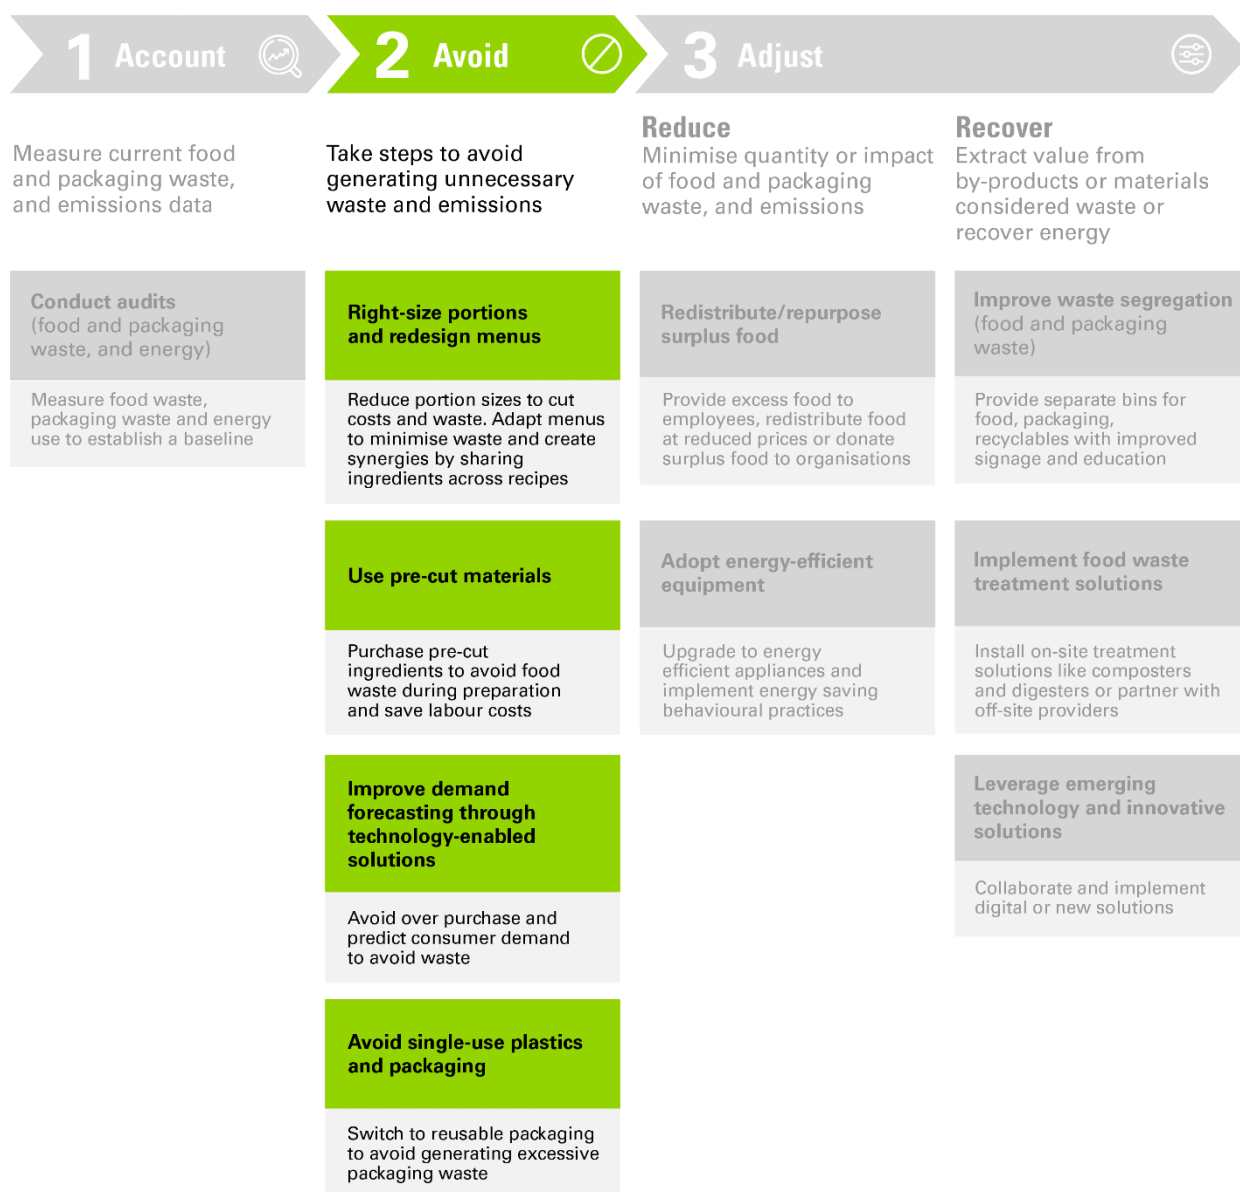 1 Account
2 Avoid
3 Adjust
Measure current food
and packaging waste,
and emissions data
Take steps to avoid
generating unnecessary
waste and emissions
Reduce
Minimise quantity or impact
of food and packaging
waste, and emissions
Recover
Extract value from
by-products or materials
considered waste or
recover energy
Conduct audits
(food and packaging
waste, and energy)
Measure food waste,
packaging waste and energy
use to establish a baseline
Right-size portions
and redesign menus
Reduce portion sizes to cut
costs and waste. Adapt menus
to minimise waste and create
synergies by sharing
ingredients across recipes
Use pre-cut materials
Purchase pre-cut
ingredients to avoid food
waste during preparation
and save labour costs
Improve demand
forecasting through
technology-enabled
solutions
Avoid over purchase and
predict consumer demand
to avoid waste
Avoid single-use plastics
and packaging
Switch to reusable packaging
to avoid generating excessive
packaging waste
Redistribute/repurpose
surplus food
Provide excess food to
employees, redistribute food
at reduced prices or donate
surplus food to organisations
Adopt energy-efficient
equipment
Upgrade to energy
efficient appliances and
implement energy saving
behavioural practices
Improve waste segregation
(food and packaging
waste)
Provide separate bins for
food, packaging,
recyclables with improved
signage and education
Implement food waste
treatment solutions
Install on-site treatment
solutions like composters
and digesters or partner with
off-site providers
Leverage emerging
technology and innovative
solutions
Collaborate and implement
digital or new solutions